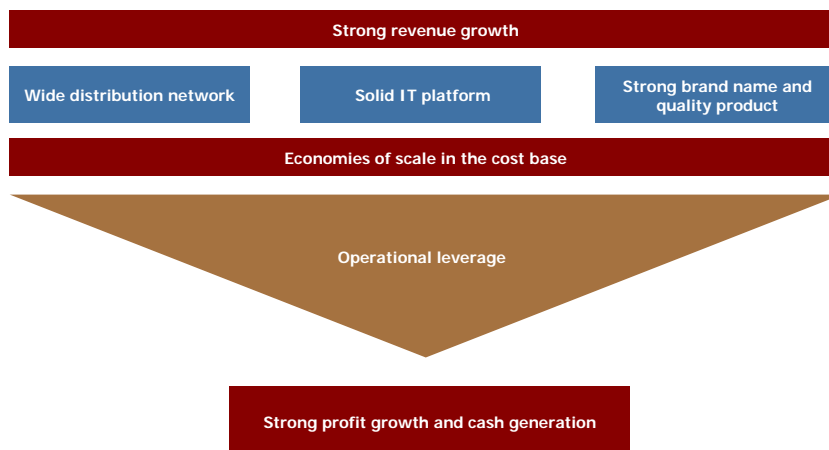 Strong revenue growth
Wide distribution network
Solid IT platform
Strong brand name and
quality product
Economies of scale in the cost base
Operational leverage
Strong profit growth and cash generation